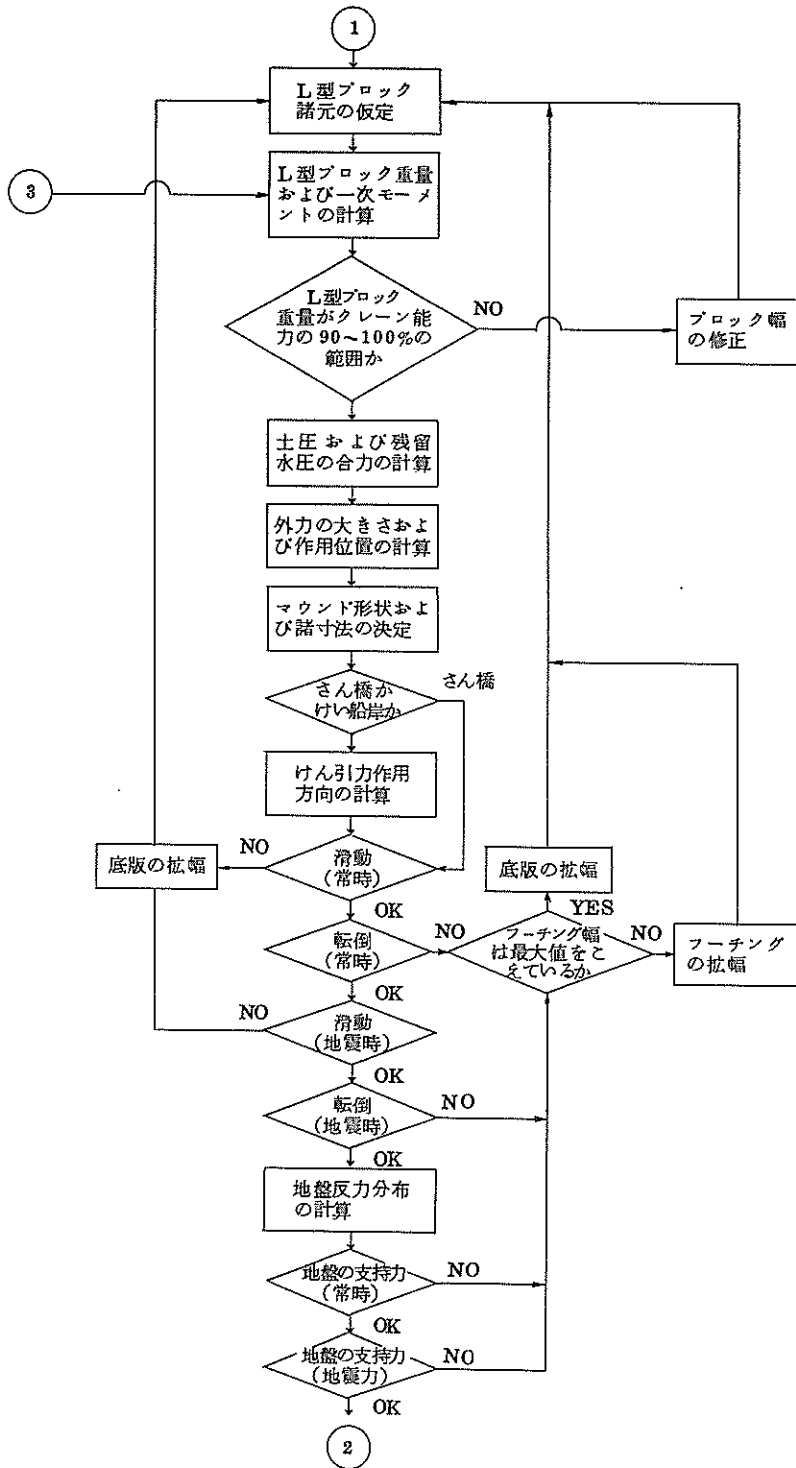 1
L型ブロック
諸元の仮定
3
L型ブロック重量
および一次モーメ
ントの計算
L型ブロック
重量がクレーン能
力の90~100%の
範囲か
NO
ブロック幅
の修正
土圧および残留
水圧の合力の計算
外力の大きさおよ
び作用位置の計算
マウンド形状およ
び諸寸法の決定
さん橋か
けい船岸か
さん橋
けん引力作用
方向の計算
滑動
(常時)
NO
底版の拡幅
OK
転倒
(常時)
NO
フーチング幅
は最大値をこ
えているか
YES
底版の拡幅
NO
フーチング
の拡幅
OK
滑動
(地震時)
NO
OK
転倒
(地震時)
NO
OK
地盤反力分布
の計算
地盤の支持力
(常時)
NO
OK
地盤の支持力
(地震力)
NO
OK
2